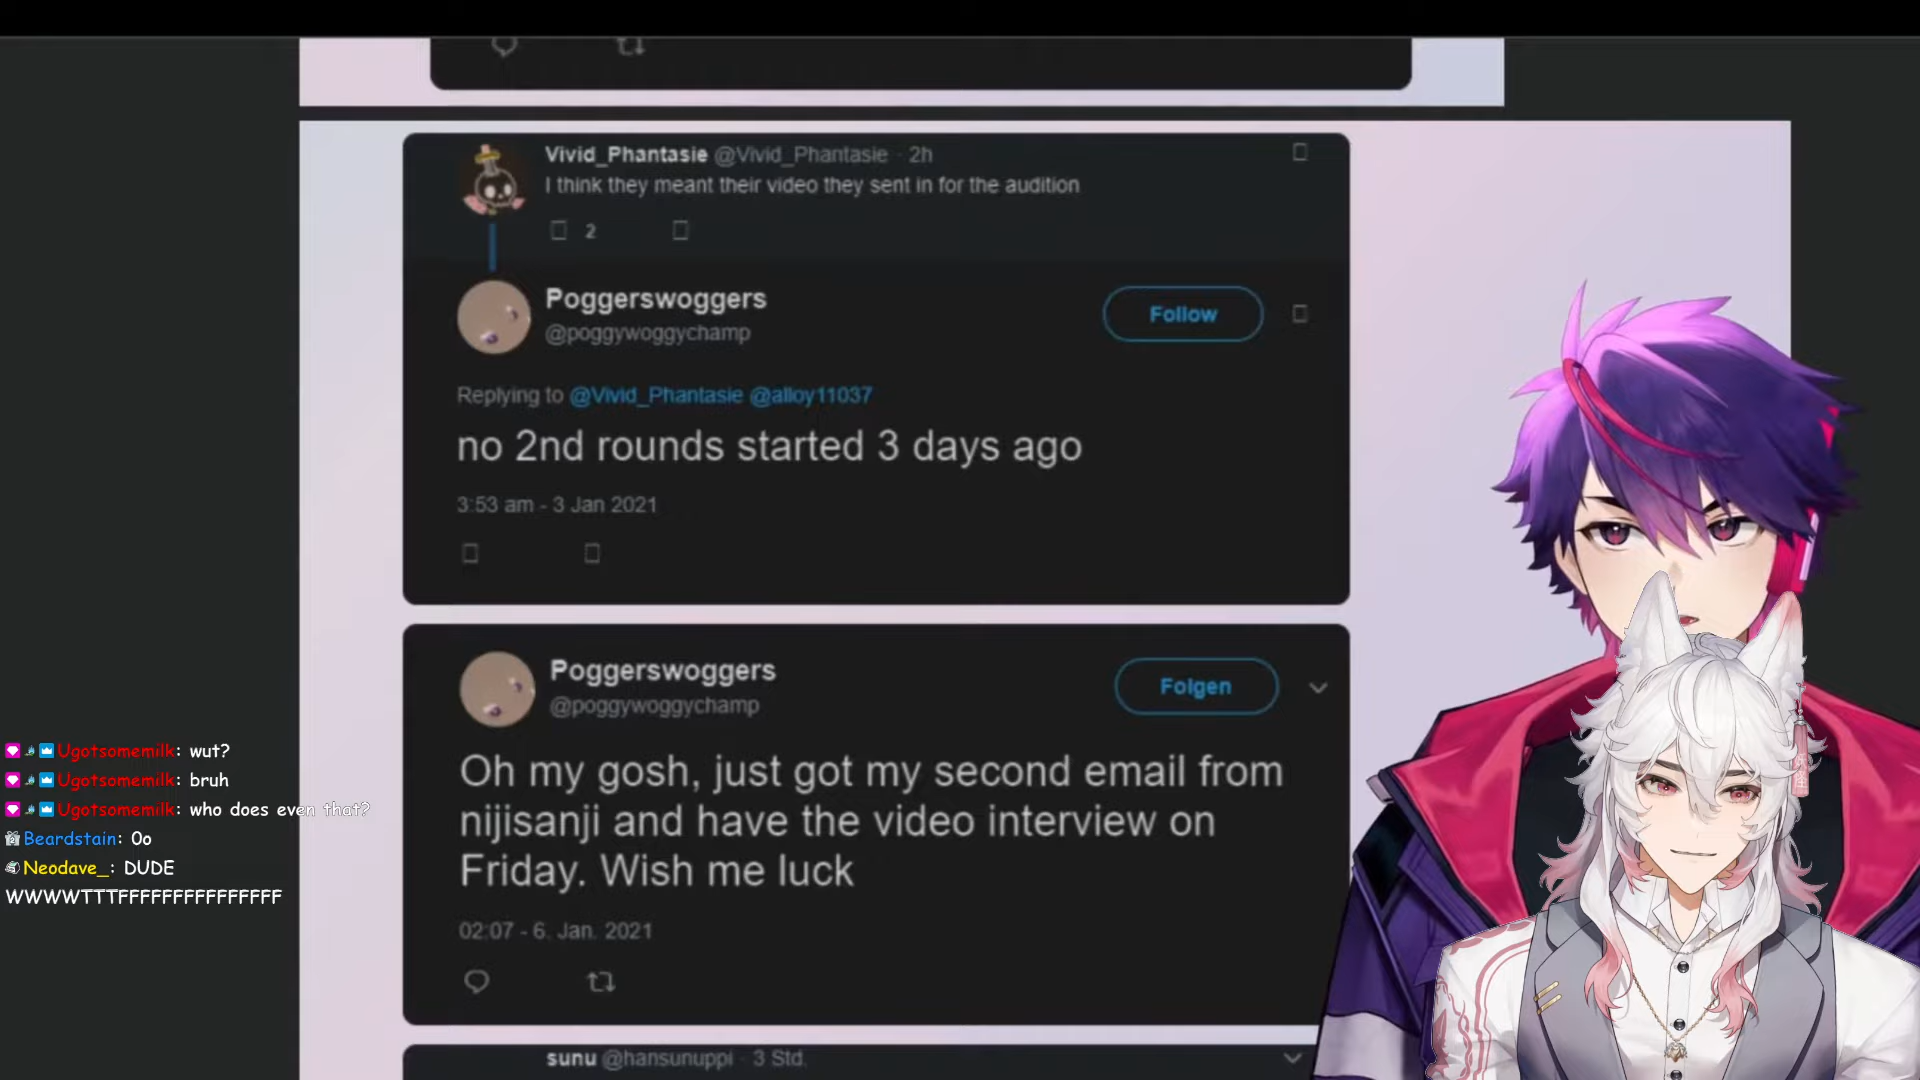 Vivid_Phantasie @Vivid_Phantasie · 2h
I think they meant their video they sent in for the audition
2
Poggerswoggers
@poggywoggychamp
Follow
Replying to @Vivid_Phantasie @alloy11037
no 2nd rounds started 3 days ago
3:53 am - 3 Jan 2021
Poggerswoggers
@poggywoggychamp
Folgen
Oh my gosh, just got my second email from
nijisanji and have the video interview on
Friday. Wish me luck
02:07 - 6. Jan. 2021
sunu @hansunuppi · 3 Std.
Ugotsomemilk: wut?
Ugotsomemilk: bruh
Ugotsomemilk: who does even that?
Beardstain: 0o
Neodave_: DUDE
WWWWTTTFFFFFFFFFFFFFFF